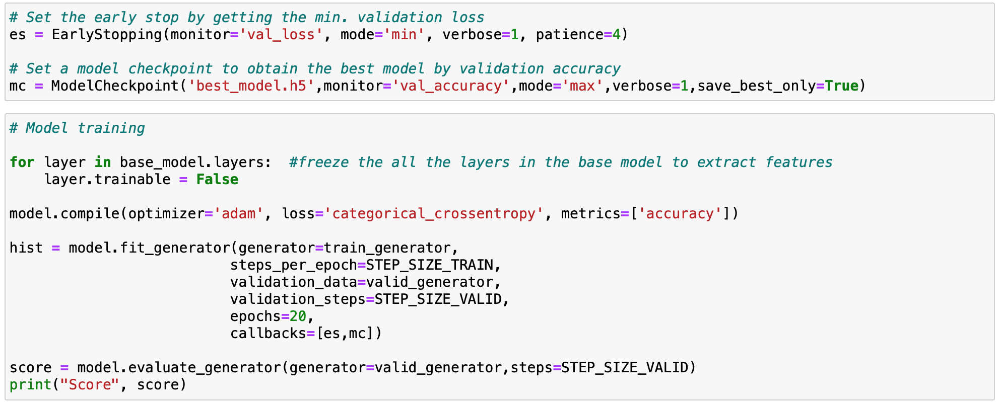 # Set the early stop by getting the min. validation loss
es = EarlyStopping(monitor='val_loss', mode='min', verbose=1, patience=4)
# Set a model checkpoint to obtain the best model by validation accuracy
mc = ModelCheckpoint('best_model.h5',monitor='val_accuracy',mode='max',verbose=1,save_best_only=True)
# Model training
for layer in base_model.layers:  #freeze the all the layers in the base model to extract features
    layer.trainable = False
model.compile(optimizer='adam', loss='categorical_crossentropy', metrics=['accuracy'])
hist = model.fit_generator(generator=train_generator,
                          steps_per_epoch=STEP_SIZE_TRAIN,
                          validation_data=valid_generator,
                          validation_steps=STEP_SIZE_VALID,
                          epochs=20,
                          callbacks=[es,mc])
score = model.evaluate_generator(generator=valid_generator,steps=STEP_SIZE_VALID)
print("Score", score)